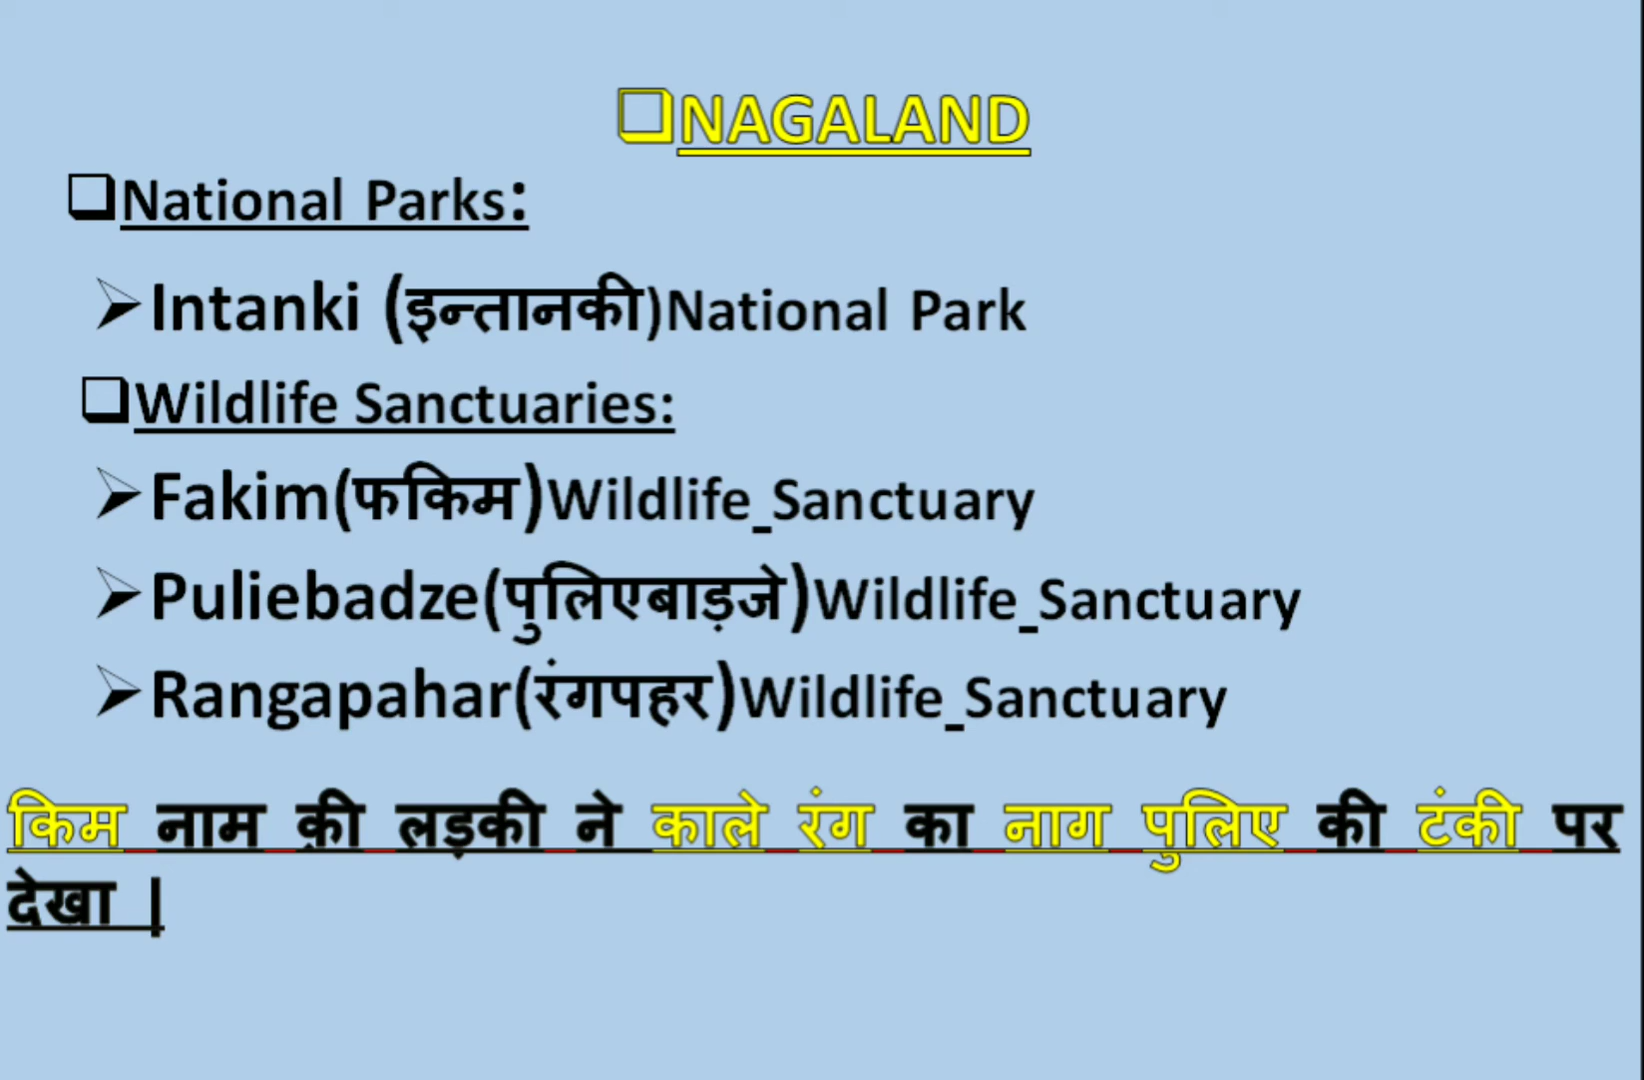 ❑NAGALAND
❑National Parks:
➢Intanki (इन्तानकी)National Park
❑Wildlife Sanctuaries:
➢Fakim(फकिम)Wildlife_Sanctuary
➢Puliebadze(पुलिएबाड़जे)Wildlife_Sanctuary
➢Rangapahar(रंगपहर)Wildlife_Sanctuary
किम नाम की लड़की ने काले रंग का नाग पुलिए की टंकी पर
देखा |